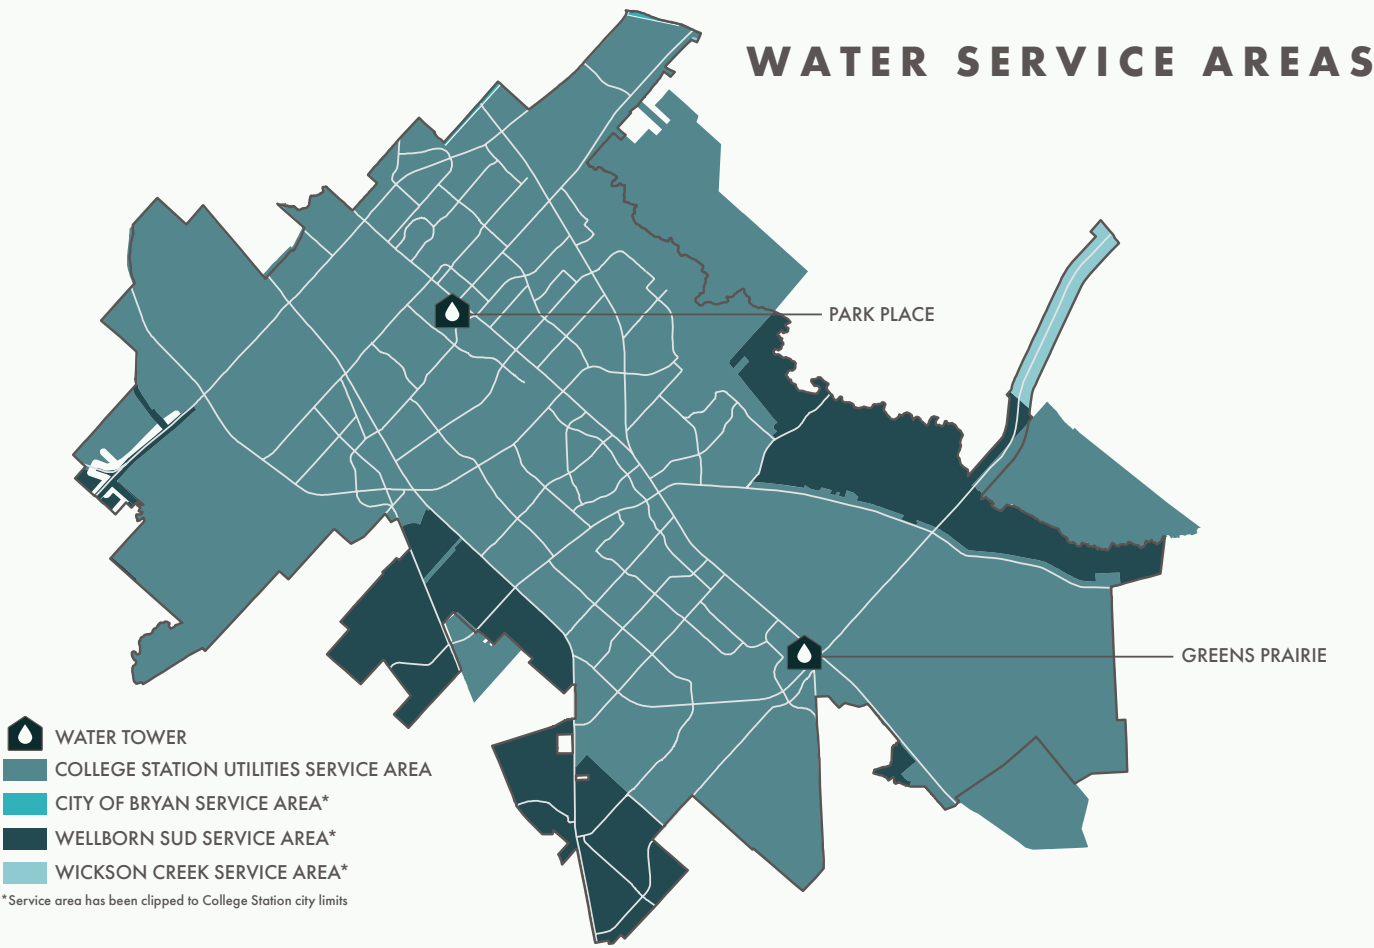 WATER SERVICE AREAS
PARK PLACE
GREENS PRAIRIE
WATER TOWER
COLLEGE STATION UTILITIES SERVICE AREA
CITY OF BRYAN SERVICE AREA*
WELLBORN SUD SERVICE AREA*
WICKSON CREEK SERVICE AREA*
*Service area has been clipped to College Station city limits